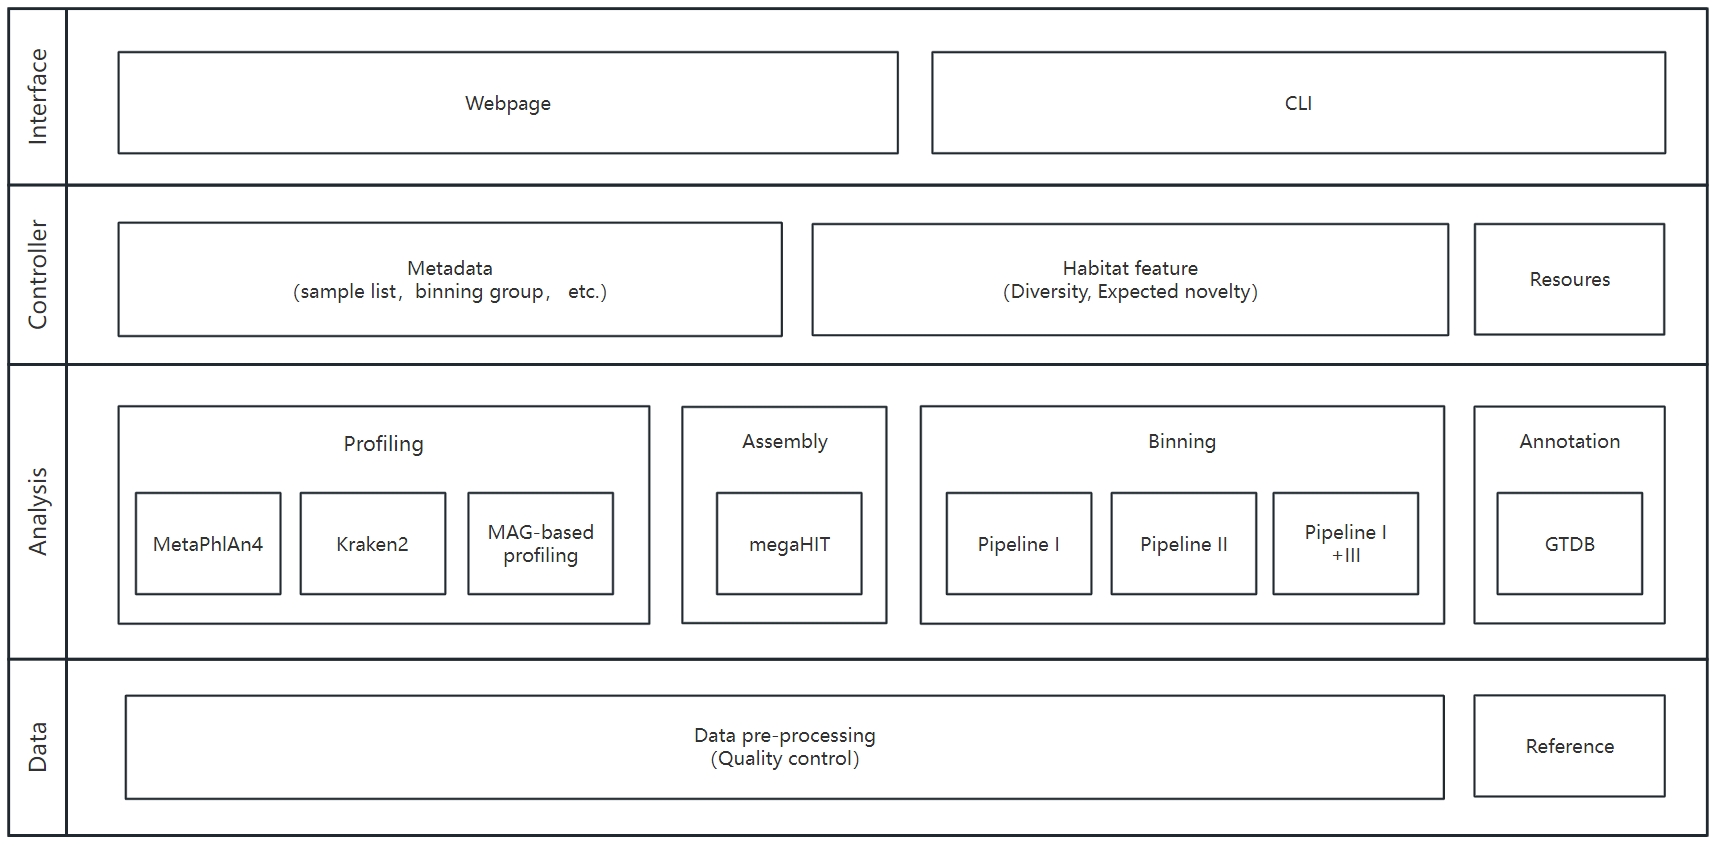 Interface
Webpage
CLI
Controller
Metadata
(sample list, binning group, etc.)
Habitat feature
(Diversity, Expected novelty)
Resoures
Analysis
Profiling
MetaPhlAn4
Kraken2
MAG-based
profiling
Assembly
megaHIT
Binning
Pipeline I
Pipeline II
Pipeline I
+III
Annotation
GTDB
Data
Data pre-processing
(Quality control)
Reference